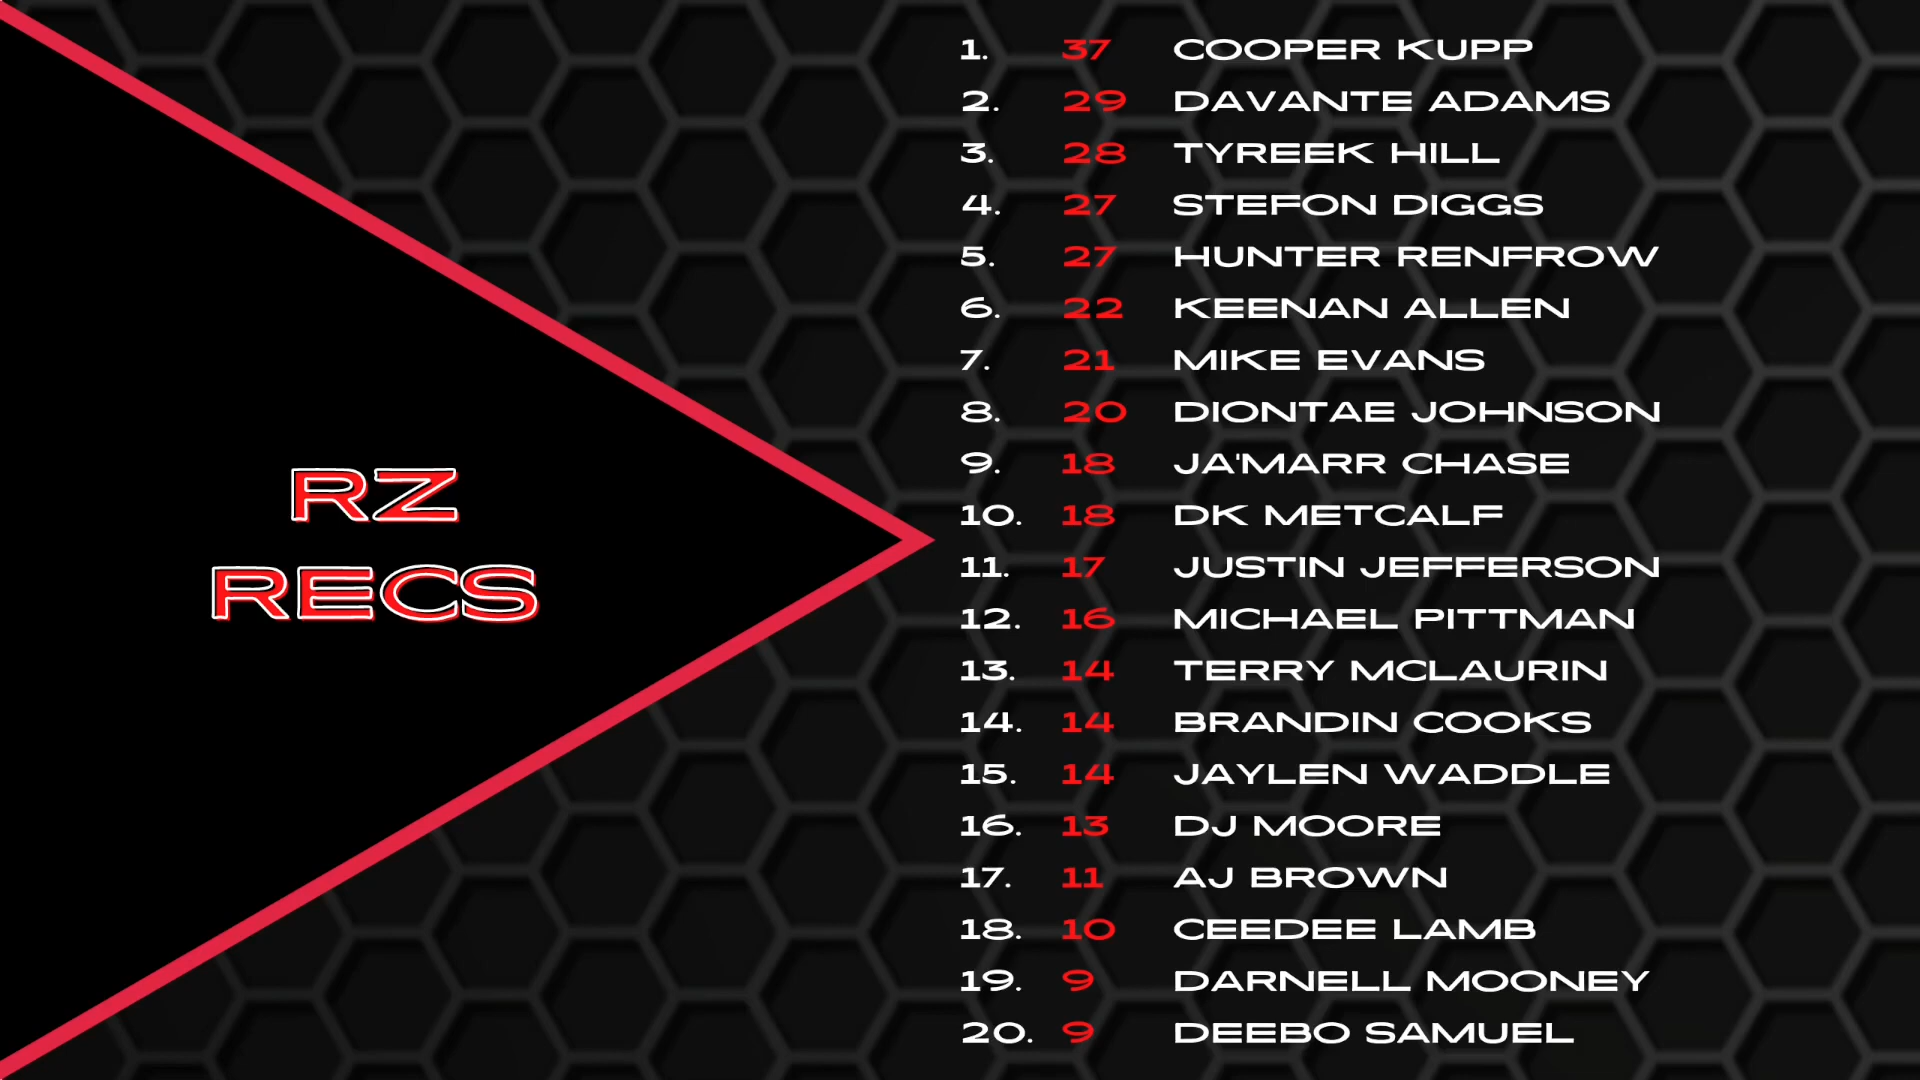 RZ
RECS
1. 37 COOPER KUPP
2. 29 DAVANTE ADAMS
3. 28 TYREEK HILL
4. 27 STEFON DIGGS
5. 27 HUNTER RENFROW
6. 22 KEENAN ALLEN
7. 21 MIKE EVANS
8. 20 DIONTAE JOHNSON
9. 18 JA'MARR CHASE
10. 18 DK METCALF
11. 17 JUSTIN JEFFERSON
12. 16 MICHAEL PITTMAN
13. 14 TERRY MCLAURIN
14. 14 BRANDIN COOKS
15. 14 JAYLEN WADDLE
16. 13 DJ MOORE
17. 11 AJ BROWN
18. 10 CEEDEE LAMB
19. 9 DARNELL MOONEY
20. 9 DEEBO SAMUEL